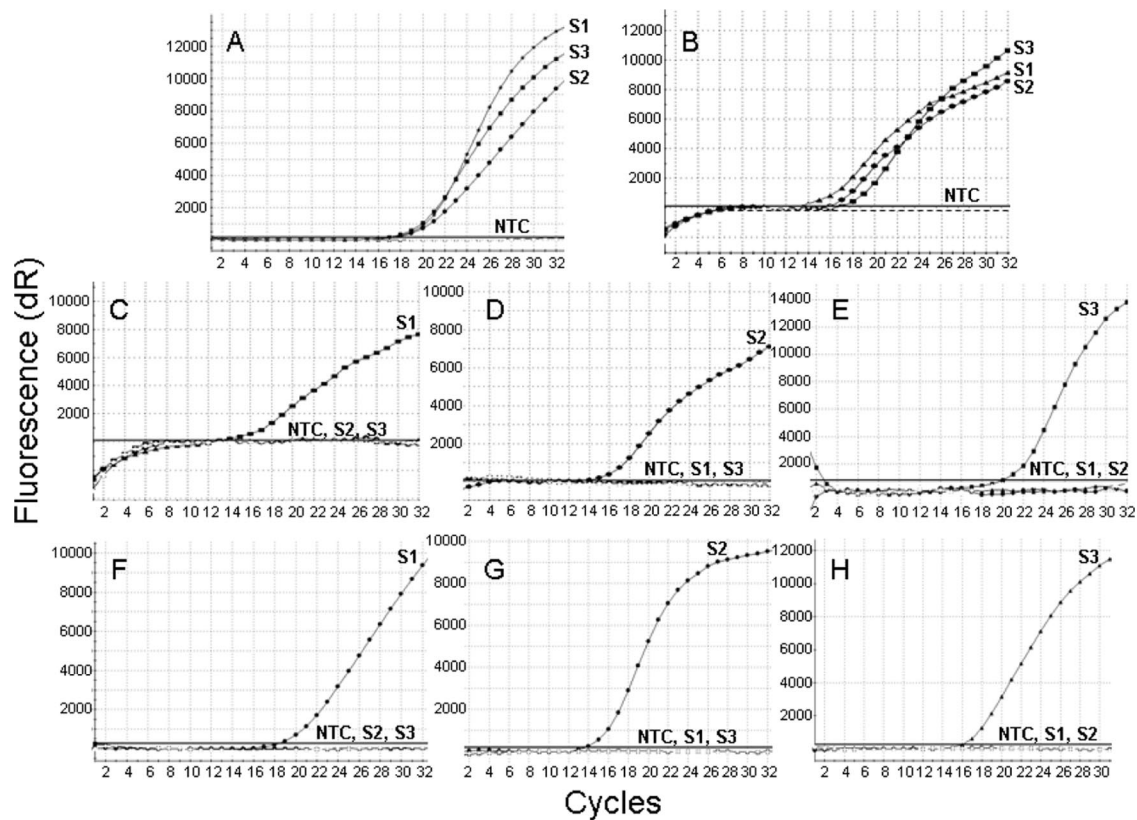 A
S1
S3
S2
NTC
12000
10000
8000
6000
4000
2000
2 4 6 8 10 12 14 16 18 20 22 24 26 28 30 32
B
S3
S1
S2
NTC
12000
10000
8000
6000
4000
2000
2 4 6 8 10 12 14 16 18 20 22 24 26 28 30 32
Fluorescence (dR)
C
S1
NTC, S2, S3
10000
8000
6000
4000
2000
2 4 6 8 10 12 14 16 18 20 22 24 26 28 30 32
D
S2
NTC, S1, S3
10000
8000
6000
4000
2000
2 4 6 8 10 12 14 16 18 20 22 24 26 28 30 32
E
S3
NTC, S1, S2
14000
12000
10000
8000
6000
4000
2000
2 4 6 8 10 12 14 16 18 20 22 24 26 28 30 32
F
S1
NTC, S2, S3
10000
8000
6000
4000
2000
2 4 6 8 10 12 14 16 18 20 22 24 26 28 30 32
G
S2
NTC, S1, S3
10000
8000
6000
4000
2000
2 4 6 8 10 12 14 16 18 20 22 24 26 28 30 32
H
S3
NTC, S1, S2
12000
10000
8000
6000
4000
2000
2 4 6 8 10 12 14 16 18 20 22 24 26 28 30
Cycles